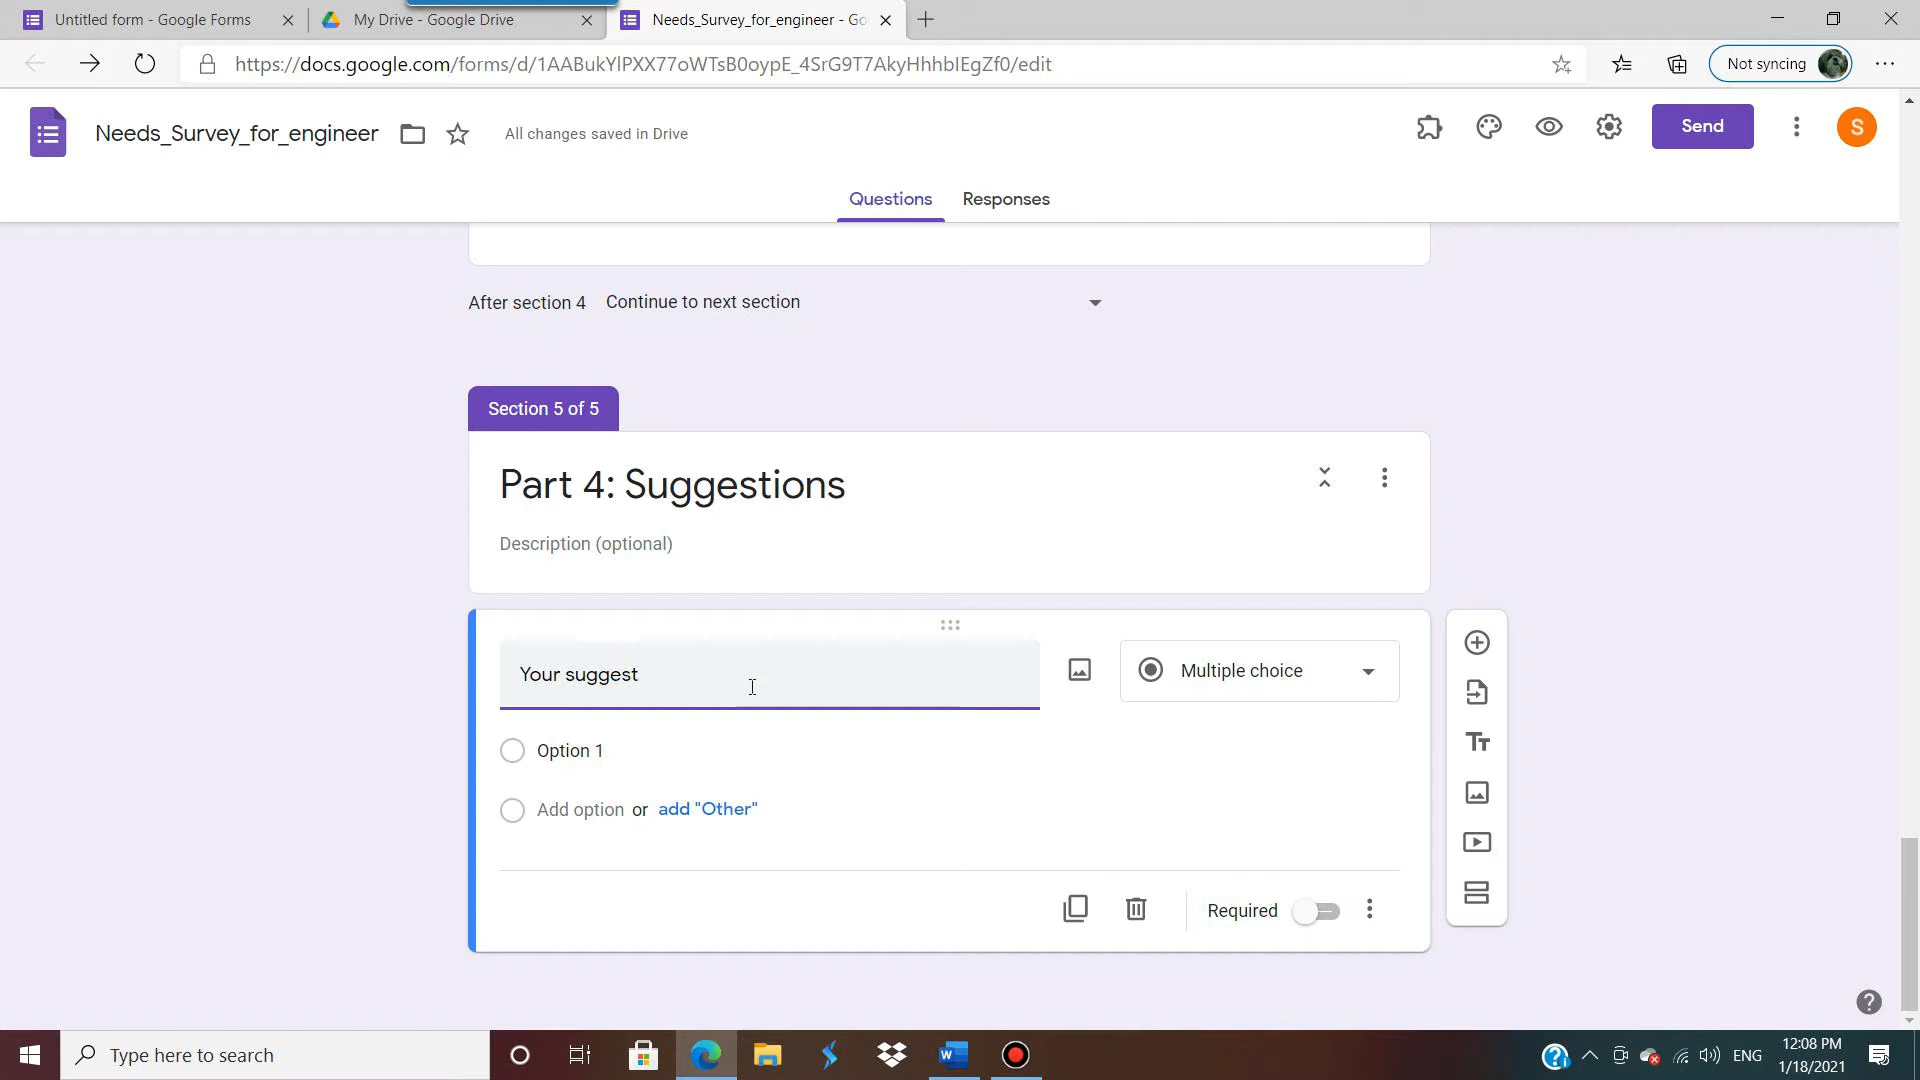 Untitled form - Google Forms
My Drive - Google Drive
Needs_Survey_for_engineer - Go
https://docs.google.com/forms/d/1AABukYlPXX77oWTsB0oypE_4SrG9T7AkyHhhblEgZf0/edit
Not syncing
Needs_Survey_for_engineer
All changes saved in Drive
Send
S
Questions
Responses
After section 4
Continue to next section
Section 5 of 5
Part 4: Suggestions
Description (optional)
Your suggest
Multiple choice
Option 1
Add option or add "Other"
Required
Type here to search
ENG
12:08 PM
1/18/2021